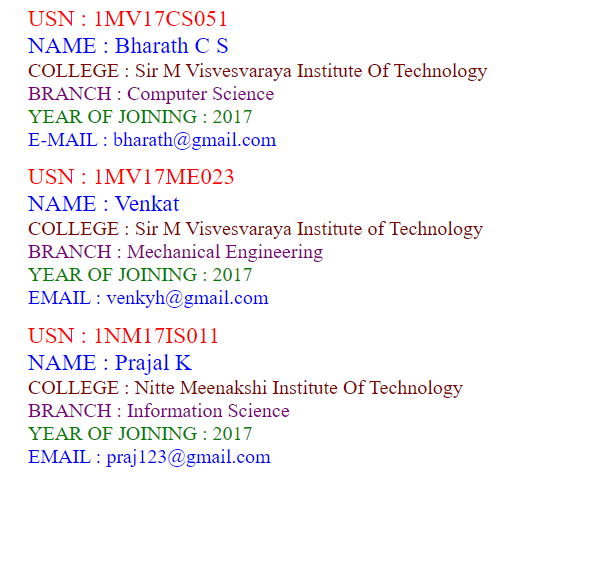 USN : 1MV17CS051
NAME : Bharath C S
COLLEGE : Sir M Visvesvaraya Institute Of Technology
BRANCH : Computer Science
YEAR OF JOINING : 2017
E-MAIL : bharath@gmail.com
USN : 1MV17ME023
NAME : Venkat
COLLEGE : Sir M Visvesvaraya Institute of Technology
BRANCH : Mechanical Engineering
YEAR OF JOINING : 2017
EMAIL : venkyh@gmail.com
USN : 1NM17IS011
NAME : Prajal K
COLLEGE : Nitte Meenakshi Institute Of Technology
BRANCH : Information Science
YEAR OF JOINING : 2017
EMAIL : praj123@gmail.com